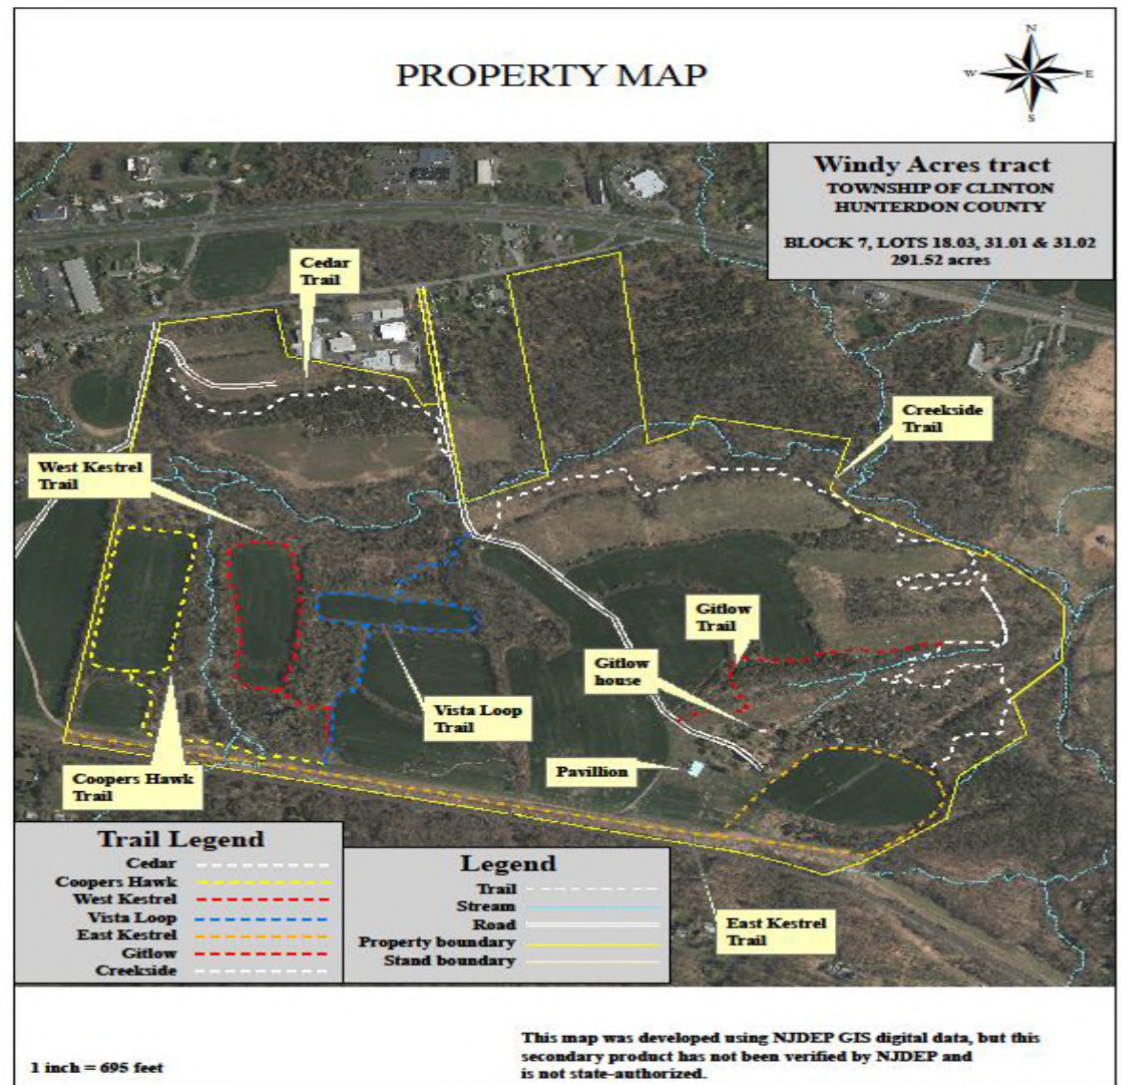 N
PROPERTY MAP
W
E
S
Windy Acres tract
TOWNSHIP OF CLINTON
HUNTERDON COUNTY
BLOCK 7, LOTS 18.03, 31.01 & 31.02
291.52 acres
Cedar
Trail
Creekside
Trail
West Kestrel
Trail
Gitlow
Trail
Gitlow
house
Vista Loop
Trail
Pavillion
Coopers Hawk
Trail
East Kestrel
Trail
Trail Legend
Cedar
Coopers Hawk
West Kestrel
Vista Loop
East Kestrel
Gitlow
Creekside
Legend
Trail
Stream
Road
Property boundary
Stand boundary
1 inch = 695 feet
This map was developed using NJDEP GIS digital data, but this
secondary product has not been verified by NJDEP and
is not state-authorized.